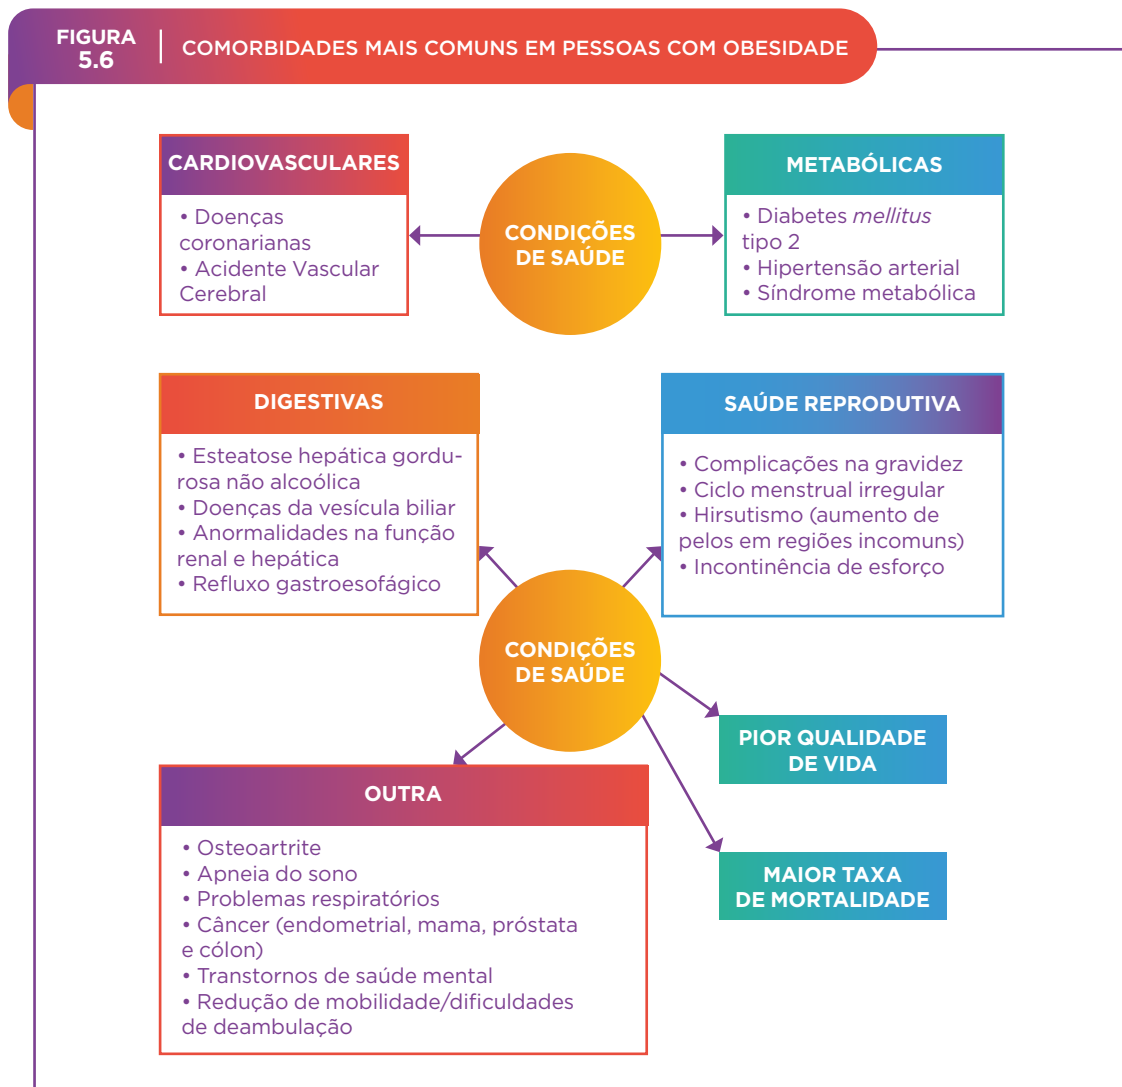 FIGURA
5.6
COMORBIDADES MAIS COMUNS EM PESSOAS COM OBESIDADE
CARDIOVASCULARES
• Doenças
coronarianas
• Acidente Vascular
Cerebral
CONDIÇÕES
DE SAÚDE
METABÓLICAS
• Diabetes mellitus
tipo 2
• Hipertensão arterial
• Síndrome metabólica
DIGESTIVAS
• Esteatose hepática gordu-
rosa não alcoólica
• Doenças da vesícula biliar
• Anormalidades na função
renal e hepática
• Refluxo gastroesofágico
SAÚDE REPRODUTIVA
• Complicações na gravidez
• Ciclo menstrual irregular
• Hirsutismo (aumento de
pelos em regiões incomuns)
• Incontinência de esforço
CONDIÇÕES
DE SAÚDE
PIOR QUALIDADE
DE VIDA
MAIOR TAXA
DE MORTALIDADE
OUTRA
• Osteoartrite
• Apneia do sono
• Problemas respiratórios
• Câncer (endometrial, mama, próstata
e cólon)
• Transtornos de saúde mental
• Redução de mobilidade/dificuldades
de deambulação